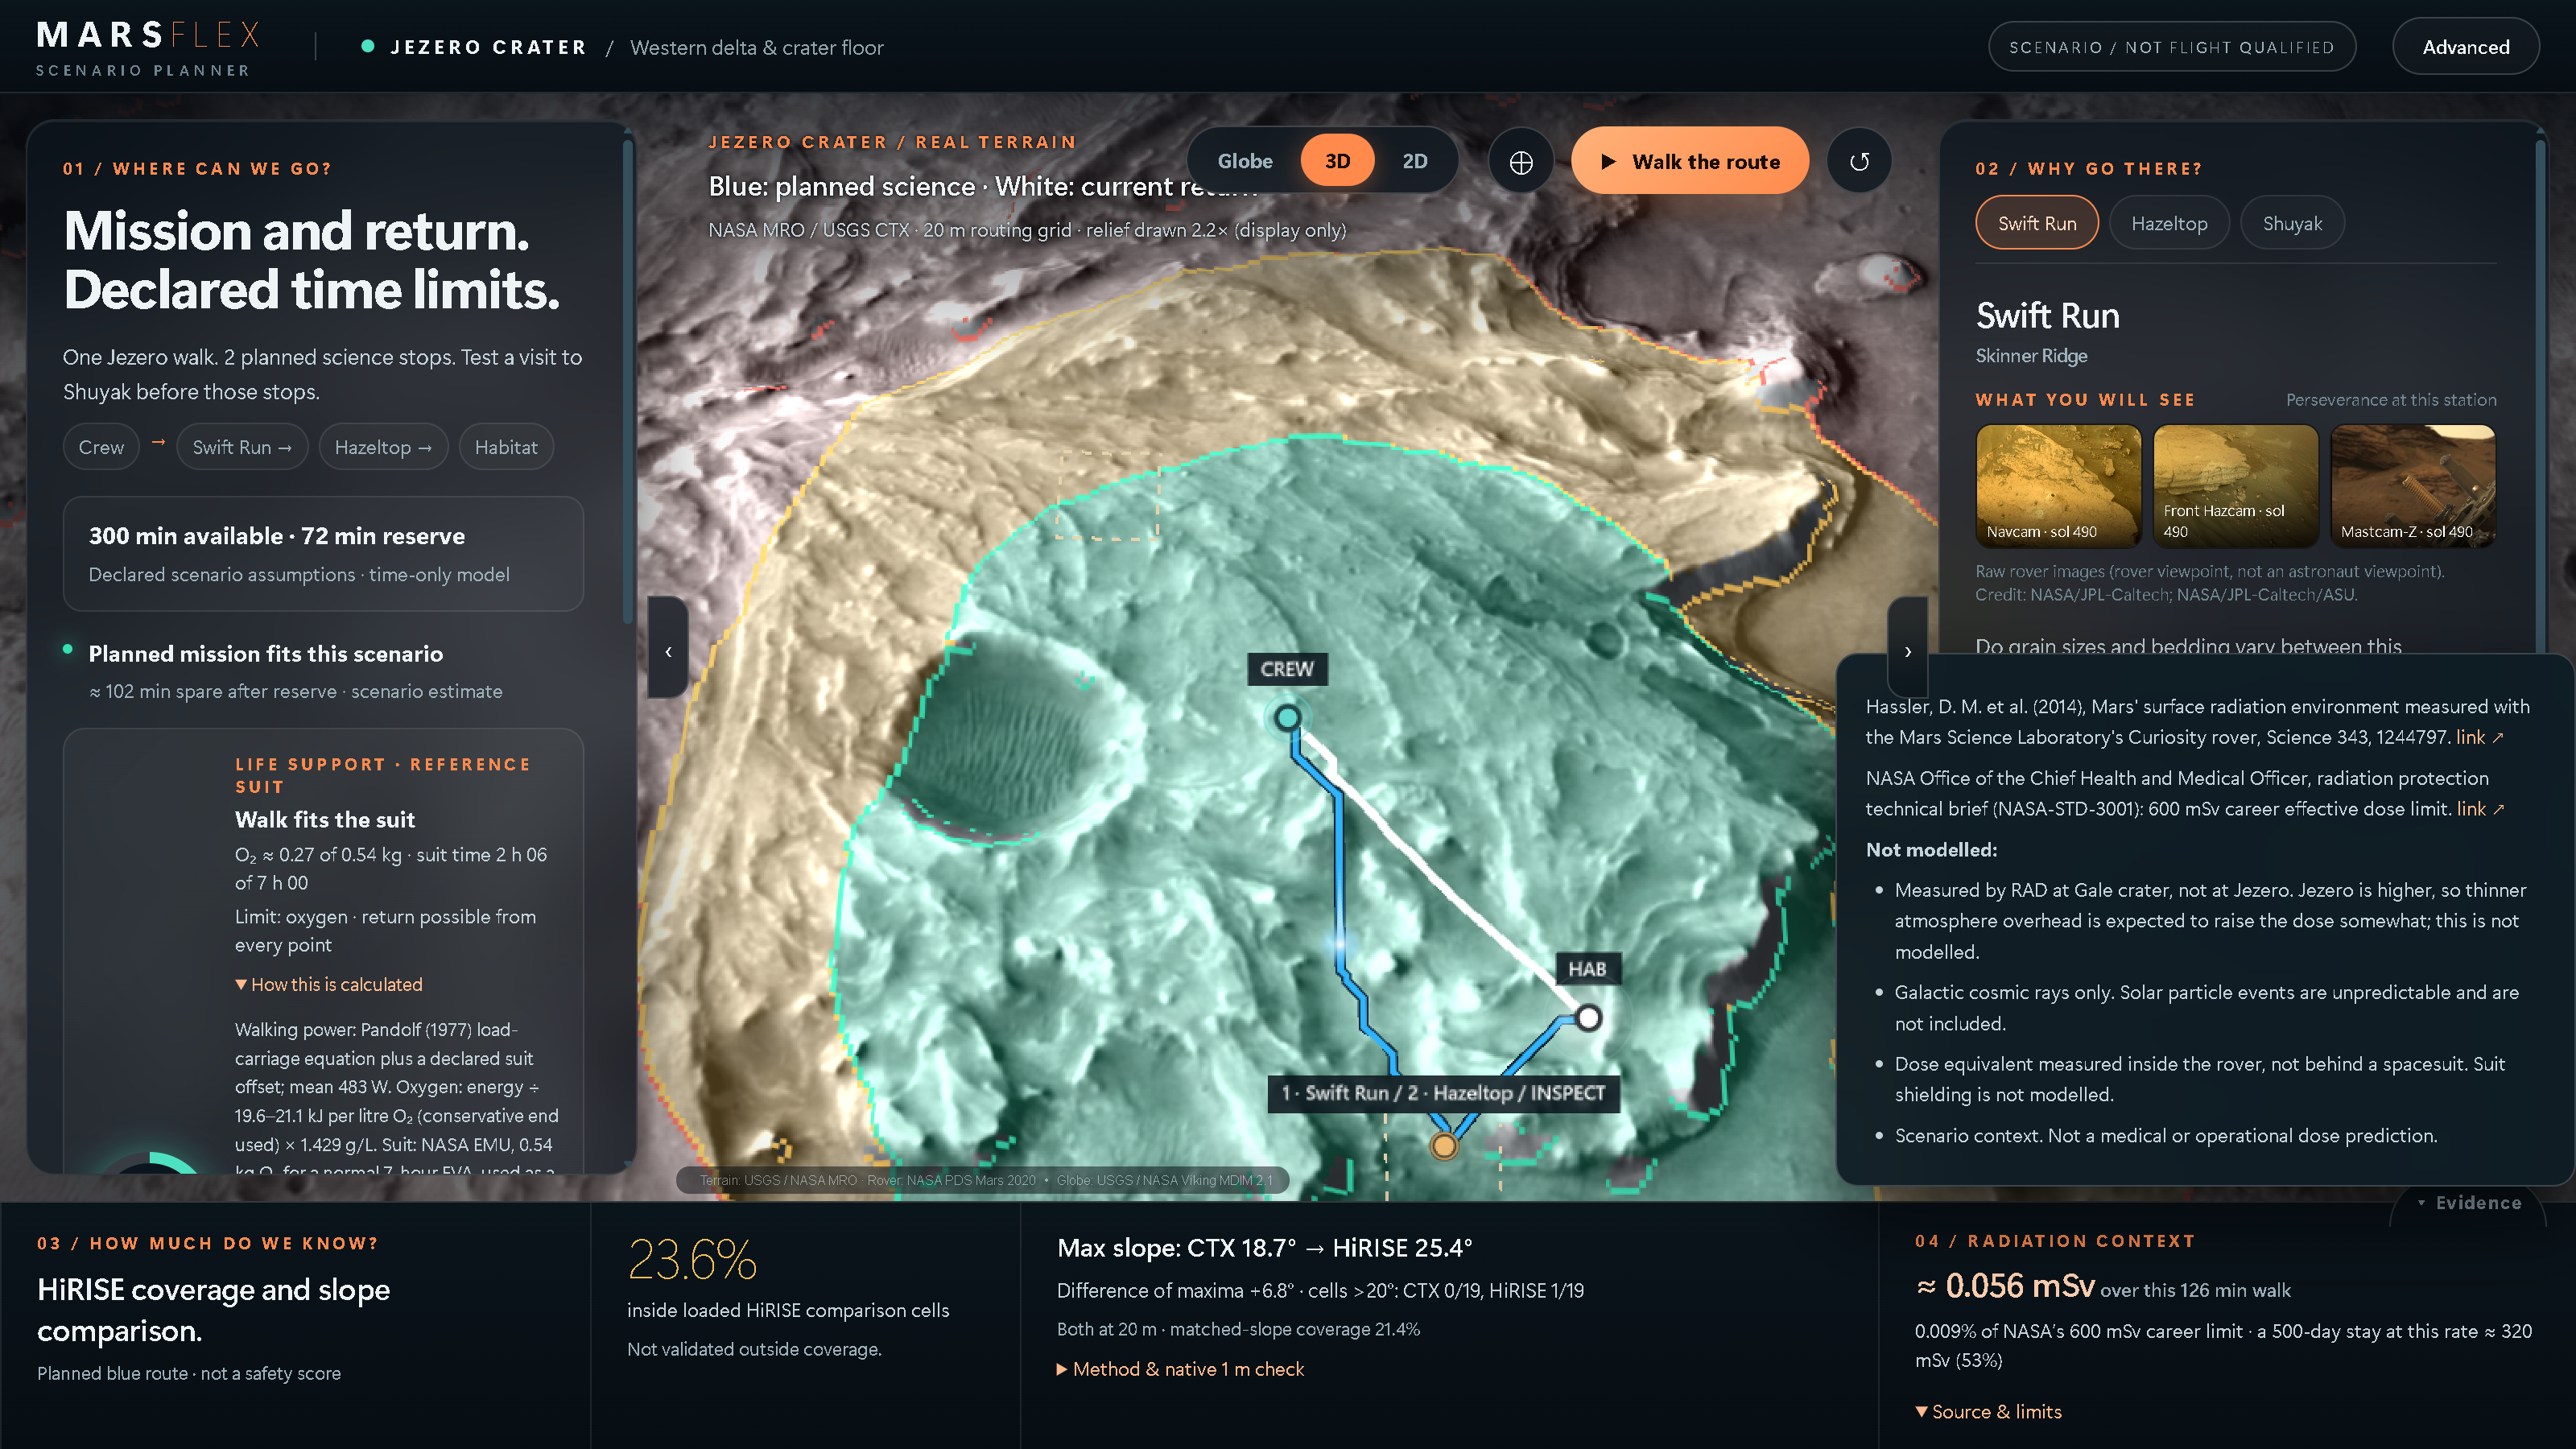 MARSFLEX
SCENARIO PLANNER
JEZERO CRATER / Western delta & crater floor
SCENARIO / NOT FLIGHT QUALIFIED
Advanced
01 / WHERE CAN WE GO?
Mission and return.
Declared time limits.
One Jezero walk. 2 planned science stops. Test a visit to
Shuyak before those stops.
Crew → Swift Run → Hazeltop → Habitat
300 min available · 72 min reserve
Declared scenario assumptions · time-only model
Planned mission fits this scenario
≈ 102 min spare after reserve · scenario estimate
LIFE SUPPORT · REFERENCE
SUIT
Walk fits the suit
O₂ ≈ 0.27 of 0.54 kg · suit time 2 h 06
of 7 h 00
Limit: oxygen · return possible from
every point
▾ How this is calculated
Walking power: Pandolf (1977) load-
carriage equation plus a declared suit
offset; mean 483 W. Oxygen: energy ÷
19.6–21.1 kJ per litre O₂ (conservative end
used) × 1.429 g/L. Suit: NASA EMU, 0.54
kg O₂ for a normal 7-hour EVA, used as a
JEZERO CRATER / REAL TERRAIN
Blue: planned science · White: current
NASA MRO / USGS CTX · 20 m routing grid · relief drawn 2.2× (display only)
Globe 3D 2D
▶ Walk the route
CREW
HAB
1 · Swift Run / 2 · Hazeltop / INSPECT
Terrain: USGS / NASA MRO · Rover: NASA PDS Mars 2020 • Globe: USGS / NASA Viking MDIM 2.1
02 / WHY GO THERE?
Swift Run Hazeltop Shuyak
Swift Run
Skinner Ridge
WHAT YOU WILL SEE Perseverance at this station
Navcam · sol 490
Front Hazcam · sol
490
Mastcam-Z · sol 490
Raw rover images (rover viewpoint, not an astronaut viewpoint).
Credit: NASA/JPL-Caltech; NASA/JPL-Caltech/ASU.
Do grain sizes and bedding vary between this
Hassler, D. M. et al. (2014), Mars' surface radiation environment measured with
the Mars Science Laboratory's Curiosity rover, Science 343, 1244797. link ↗
NASA Office of the Chief Health and Medical Officer, radiation protection
technical brief (NASA-STD-3001): 600 mSv career effective dose limit. link ↗
Not modelled:
• Measured by RAD at Gale crater, not at Jezero. Jezero is higher, so thinner
atmosphere overhead is expected to raise the dose somewhat; this is not
modelled.
• Galactic cosmic rays only. Solar particle events are unpredictable and are
not included.
• Dose equivalent measured inside the rover, not behind a spacesuit. Suit
shielding is not modelled.
• Scenario context. Not a medical or operational dose prediction.
▾ Evidence
03 / HOW MUCH DO WE KNOW?
HiRISE coverage and slope
comparison.
Planned blue route · not a safety score
23.6%
inside loaded HiRISE comparison cells
Not validated outside coverage.
Max slope: CTX 18.7° → HiRISE 25.4°
Difference of maxima +6.8° · cells >20°: CTX 0/19, HiRISE 1/19
Both at 20 m · matched-slope coverage 21.4%
▸ Method & native 1 m check
04 / RADIATION CONTEXT
≈ 0.056 mSv over this 126 min walk
0.009% of NASA's 600 mSv career limit · a 500-day stay at this rate ≈ 320
mSv (53%)
▾ Source & limits